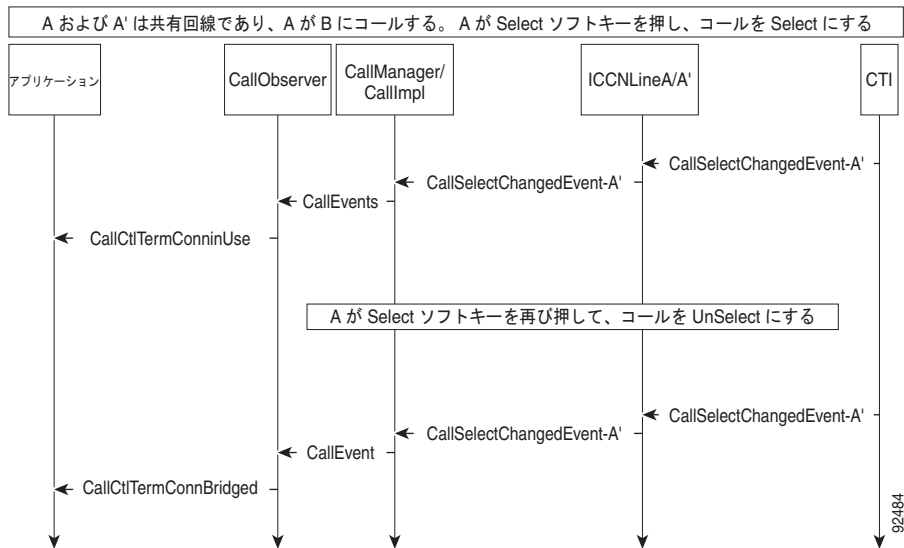 A および A' は共有回線であり、A が B にコールする。 A が Select ソフトキーを押し、コールを Select にする
アプリケーション
CallObserver
CallManager/
CallImpl
ICCNLineA/A'
CTI
CallSelectChangedEvent-A'
CallSelectChangedEvent-A'
CallEvents
CallCtlTermConninUse
A が Select ソフトキーを再び押して、コールを UnSelect にする
CallSelectChangedEvent-A'
CallSelectChangedEvent-A'
CallEvent
CallCtlTermConnBridged
92484